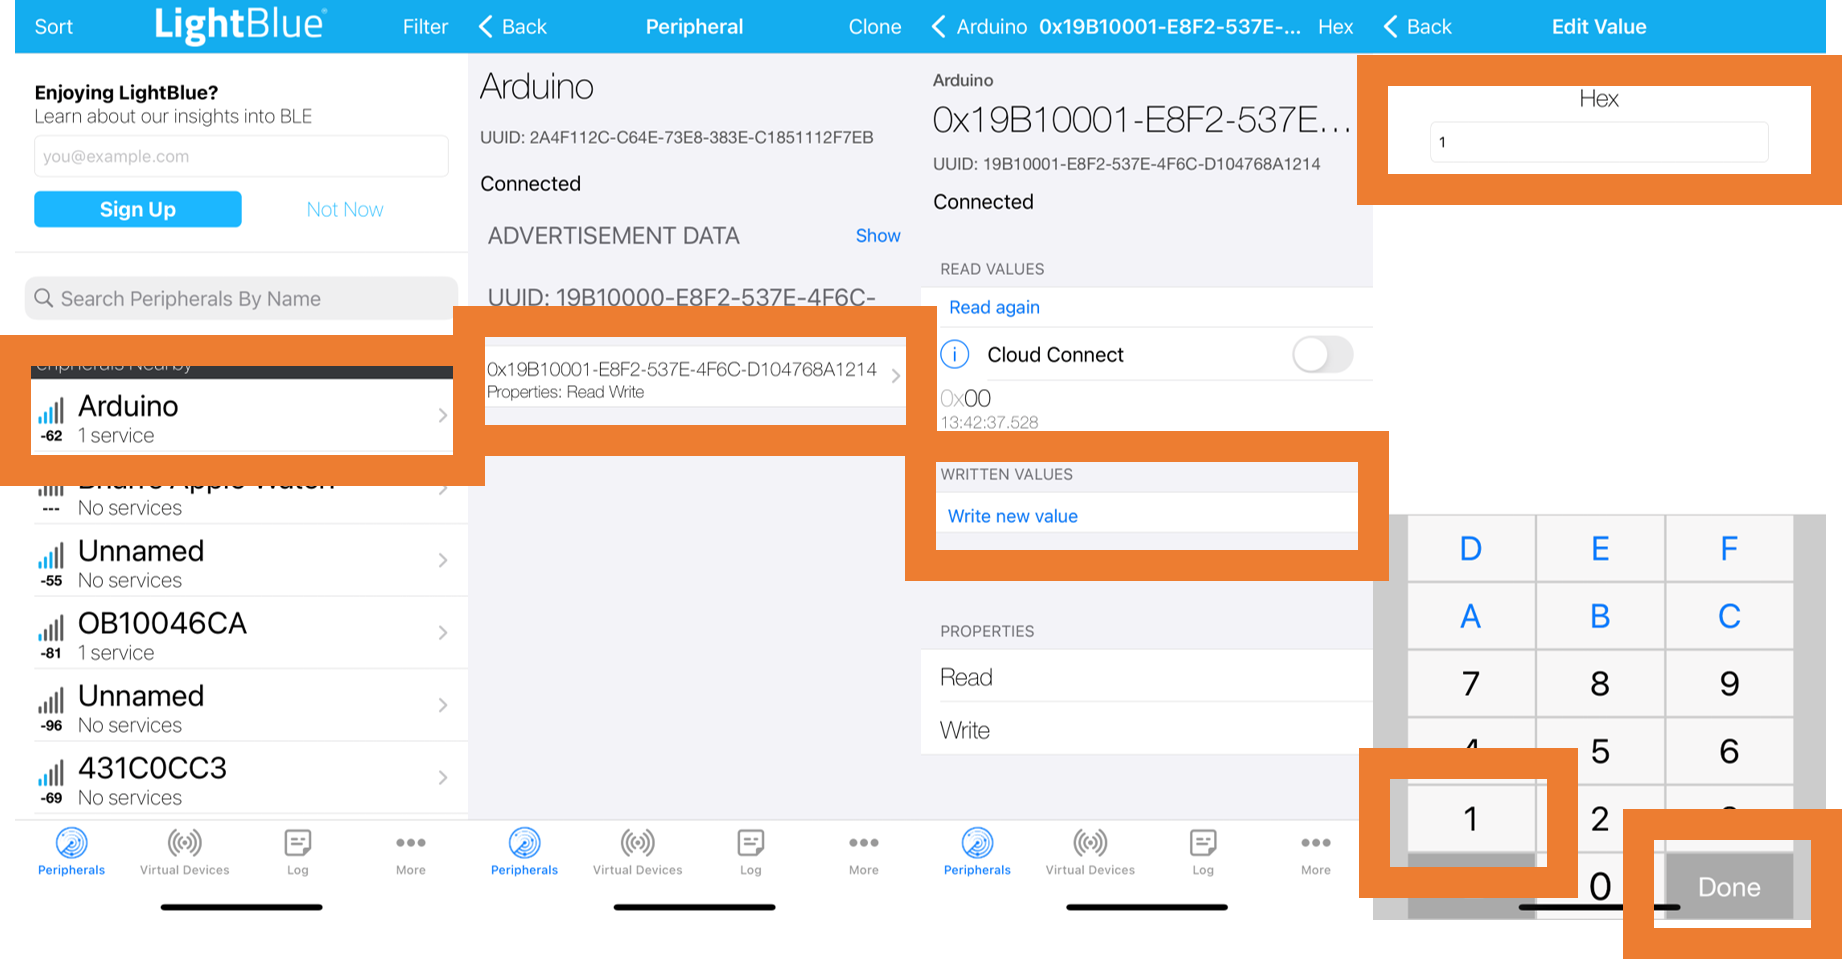 Sort
LightBlue®
Filter
Enjoying LightBlue?
Learn about our insights into BLE
you@example.com
Sign Up
Not Now
Search Peripherals By Name
Peripherals Nearby
Arduino
-62
1 service
Brian's Apple Watch
---
No services
Unnamed
-55
No services
OB10046CA
-81
1 service
Unnamed
-96
No services
431C0CC3
-69
No services
Peripherals
Virtual Devices
Log
More
Back
Peripheral
Clone
Arduino
UUID: 2A4F112C-C64E-73E8-383E-C1851112F7EB
Connected
ADVERTISEMENT DATA
Show
UUID: 19B10000-E8F2-537E-4F6C-
0x19B10001-E8F2-537E-4F6C-D104768A1214
Properties: Read Write
Peripherals
Virtual Devices
Log
More
Arduino
0x19B10001-E8F2-537E-...
Hex
Arduino
0x19B10001-E8F2-537E...
UUID: 19B10001-E8F2-537E-4F6C-D104768A1214
Connected
READ VALUES
Read again
Cloud Connect
0x00
13:42:37.528
WRITTEN VALUES
Write new value
PROPERTIES
Read
Write
Peripherals
Virtual Devices
Log
More
Back
Edit Value
Hex
1
D E F
A B C
7 8 9
4 5 6
1 2
0 Done